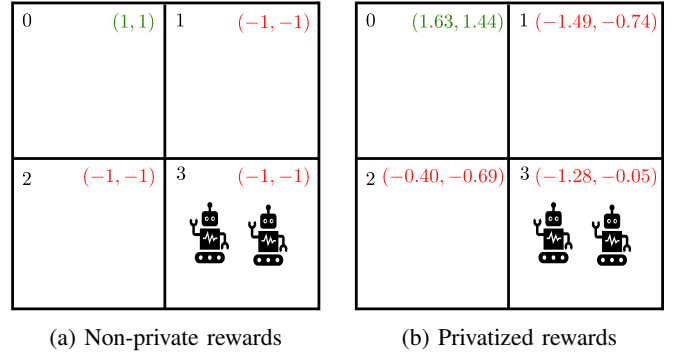 0 (1, 1) 1 (−1, −1)
2 (−1, −1) 3 (−1, −1)
(a) Non-private rewards
0 (1.63, 1.44) 1 (−1.49, −0.74)
2 (−0.40, −0.69) 3 (−1.28, −0.05)
(b) Privatized rewards